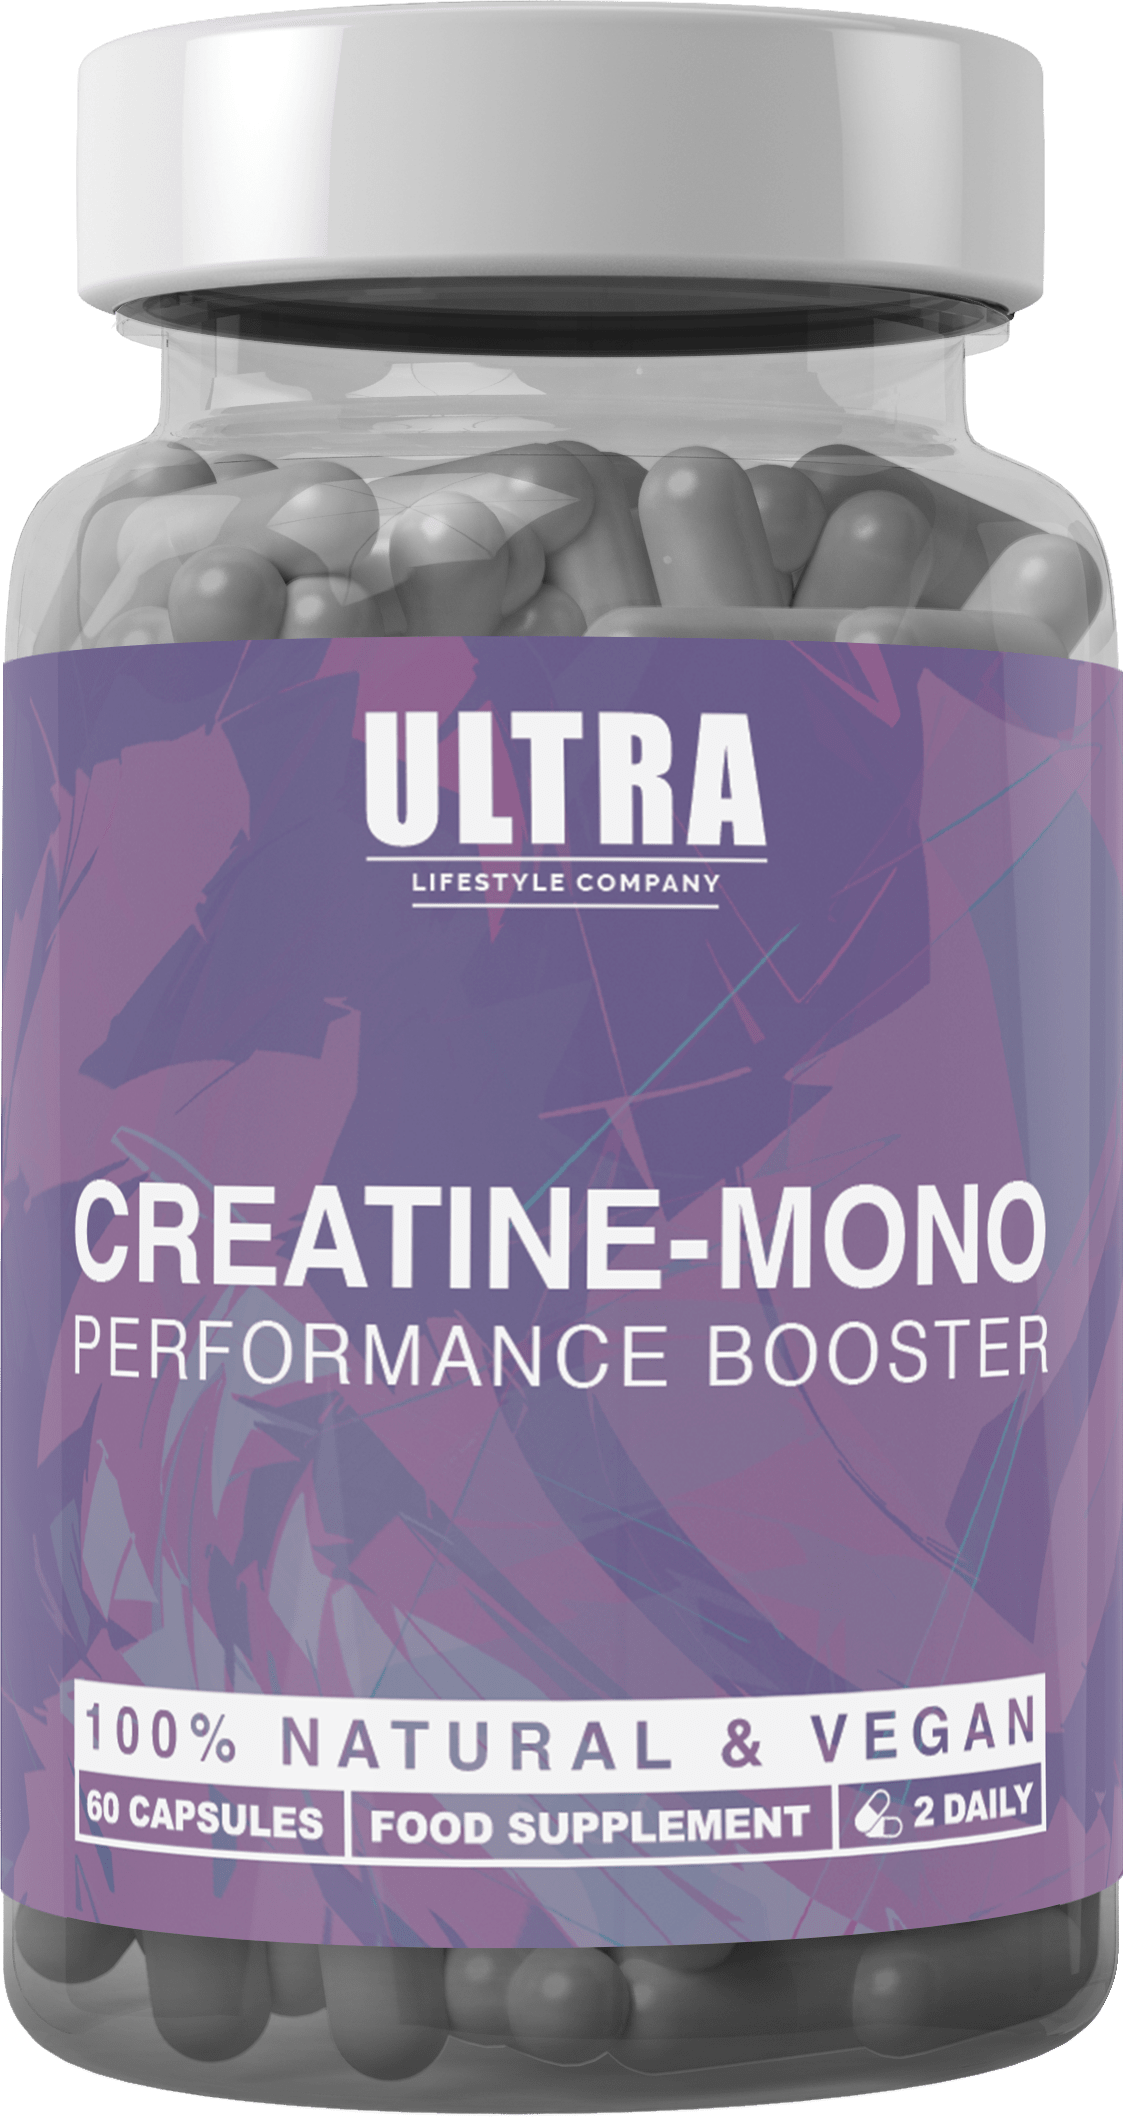 ULTRA
LIFESTYLE COMPANY
CREATINE-MONO
PERFORMANCE BOOSTER
100% NATURAL & VEGAN
60 CAPSULES FOOD SUPPLEMENT 2 DAILY